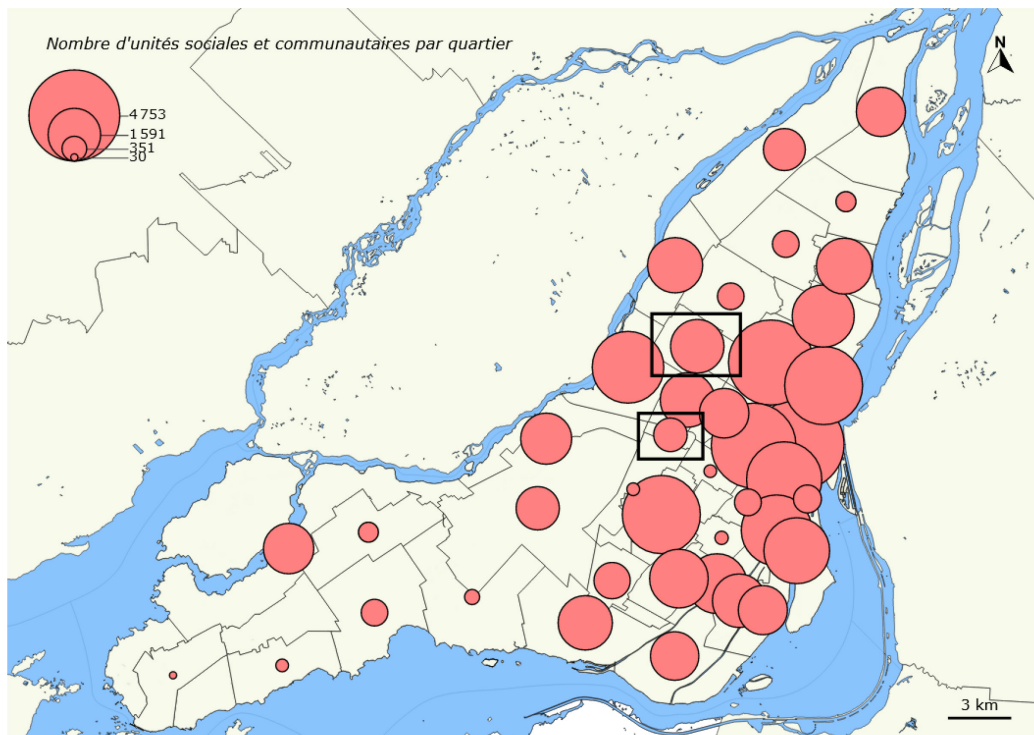 Nombre d'unités sociales et communautaires par quartier
N
4 753
1 591
351
30
3 km